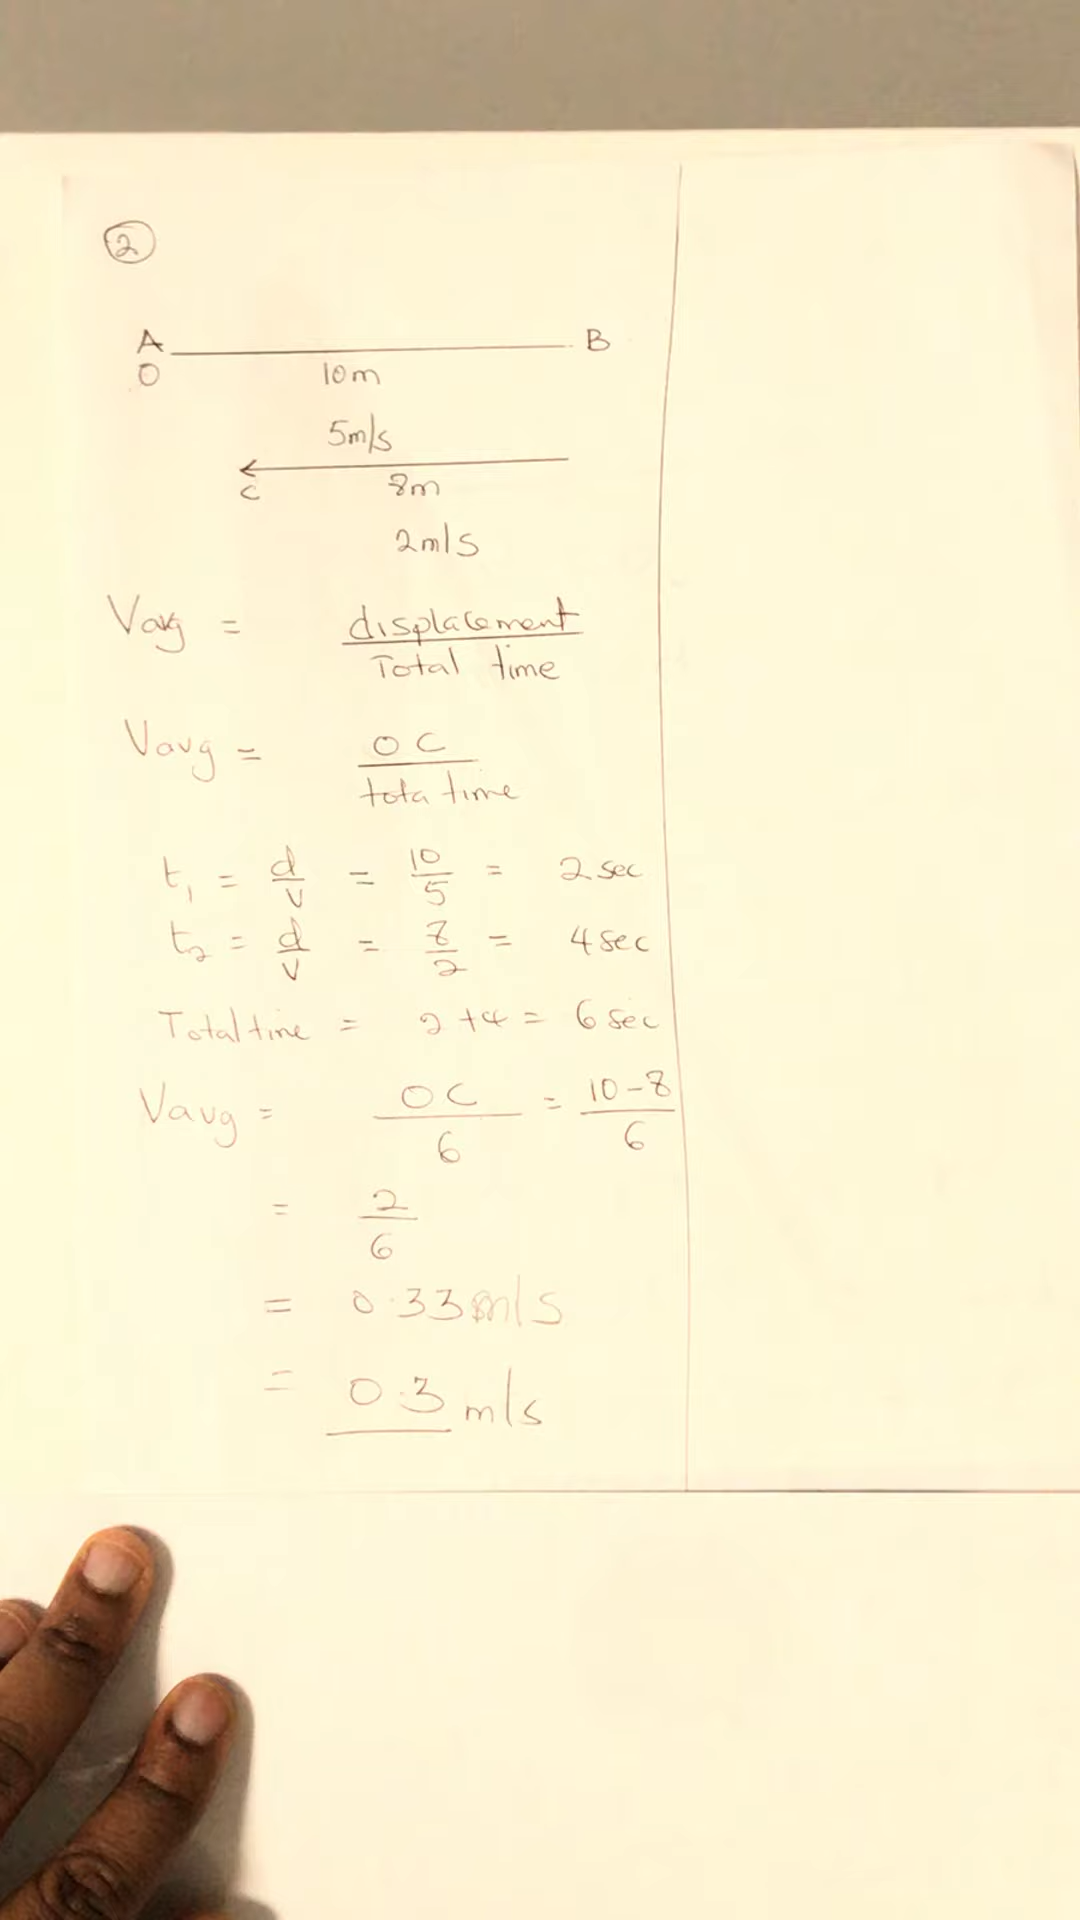 2
A B
O 10m
5m/s
C 8m
2m/s
Vavg = displacement
Total time
Vavg = OC
tota time
t₁ = d/v = 10/5 = 2 sec
t₂ = d/v = 8/2 = 4 sec
Total time = 2 + 4 = 6 sec
Vavg = OC/6 = 10-8/6
= 2/6
= 0.33 m/s
= 0.3 m/s